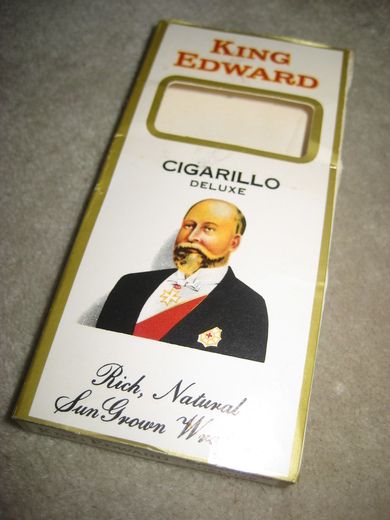 KING
EDWARD
CIGARILLO
DELUXE
Rich, Natural
Sun Grown